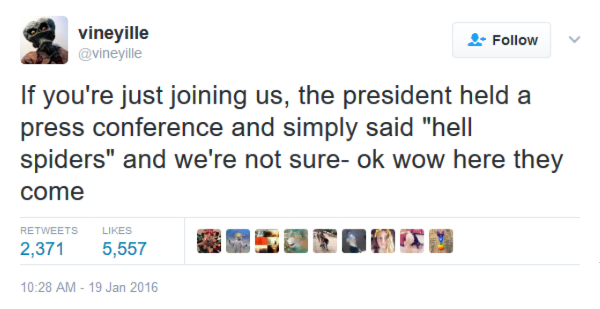 vineyille
@vineyille
Follow
If you're just joining us, the president held a
press conference and simply said "hell
spiders" and we're not sure- ok wow here they
come
RETWEETS LIKES
2,371 5,557
10:28 AM - 19 Jan 2016